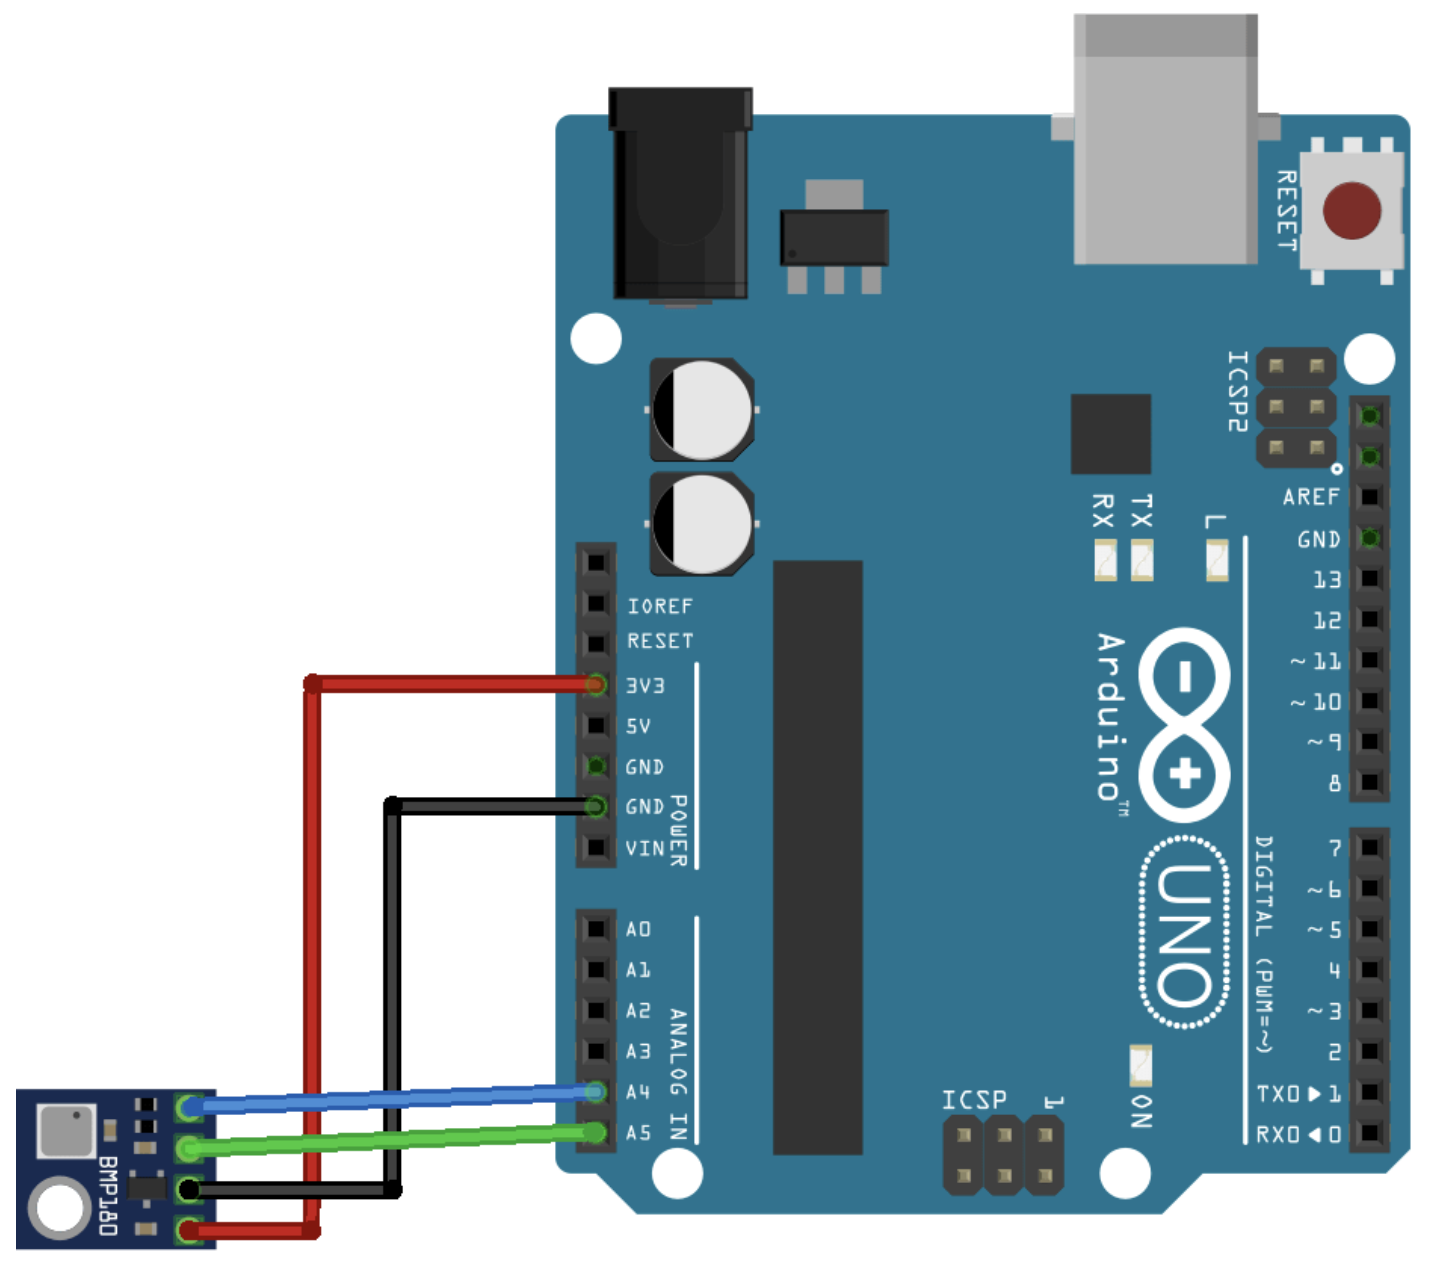 RESET
ICSP2
AREF
GND
RX
TX
L
13
12
~11
~10
~9
8
IOREF
RESET
3V3
5V
GND
GND
VIN
POWER
Arduino™
UNO
DIGITAL (PWM=~)
7
~6
~5
4
~3
2
TX0 ▶ 1
RX0 ◀ 0
A0
A1
A2
A3
A4
A5
ANALOG IN
ICSP
1
ON
BMP180